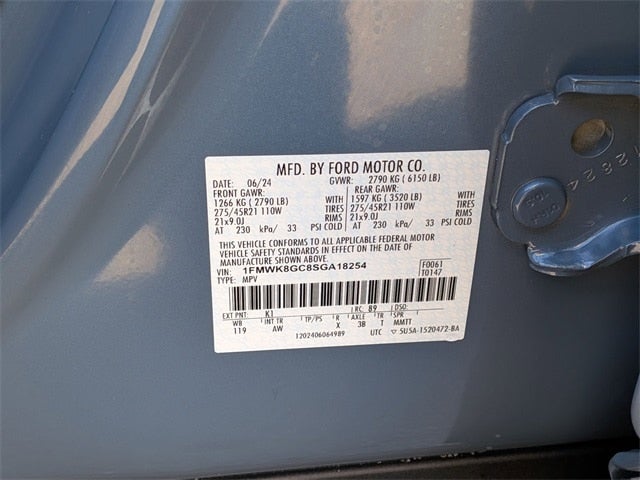 MFD. BY FORD MOTOR CO.
DATE: 06/24 GVWR: 2790 KG ( 6150 LB)
FRONT GAWR: REAR GAWR:
1266 KG ( 2790 LB) WITH 1597 KG ( 3520 LB) WITH
275/45R21 110W TIRES 275/45R21 110W TIRES
21x9.0J RIMS 21x9.0J RIMS
AT 230 kPa/ 33 PSI COLD AT 230 kPa/ 33 PSI COLD
THIS VEHICLE CONFORMS TO ALL APPLICABLE FEDERAL MOTOR
VEHICLE SAFETY STANDARDS IN EFFECT ON THE DATE OF
MANUFACTURE SHOWN ABOVE.
VIN: 1FMWK8GC8SGA18254 F0061
TYPE: MPV T0147
EXT PNT: K1 RC: 89 DSO:
WB INT TR TP/PS R AXLE TR SPR
119 AW X 38 T MMTT
1202406064989 UTC ▽ 5U5A-1520472-BA
12824